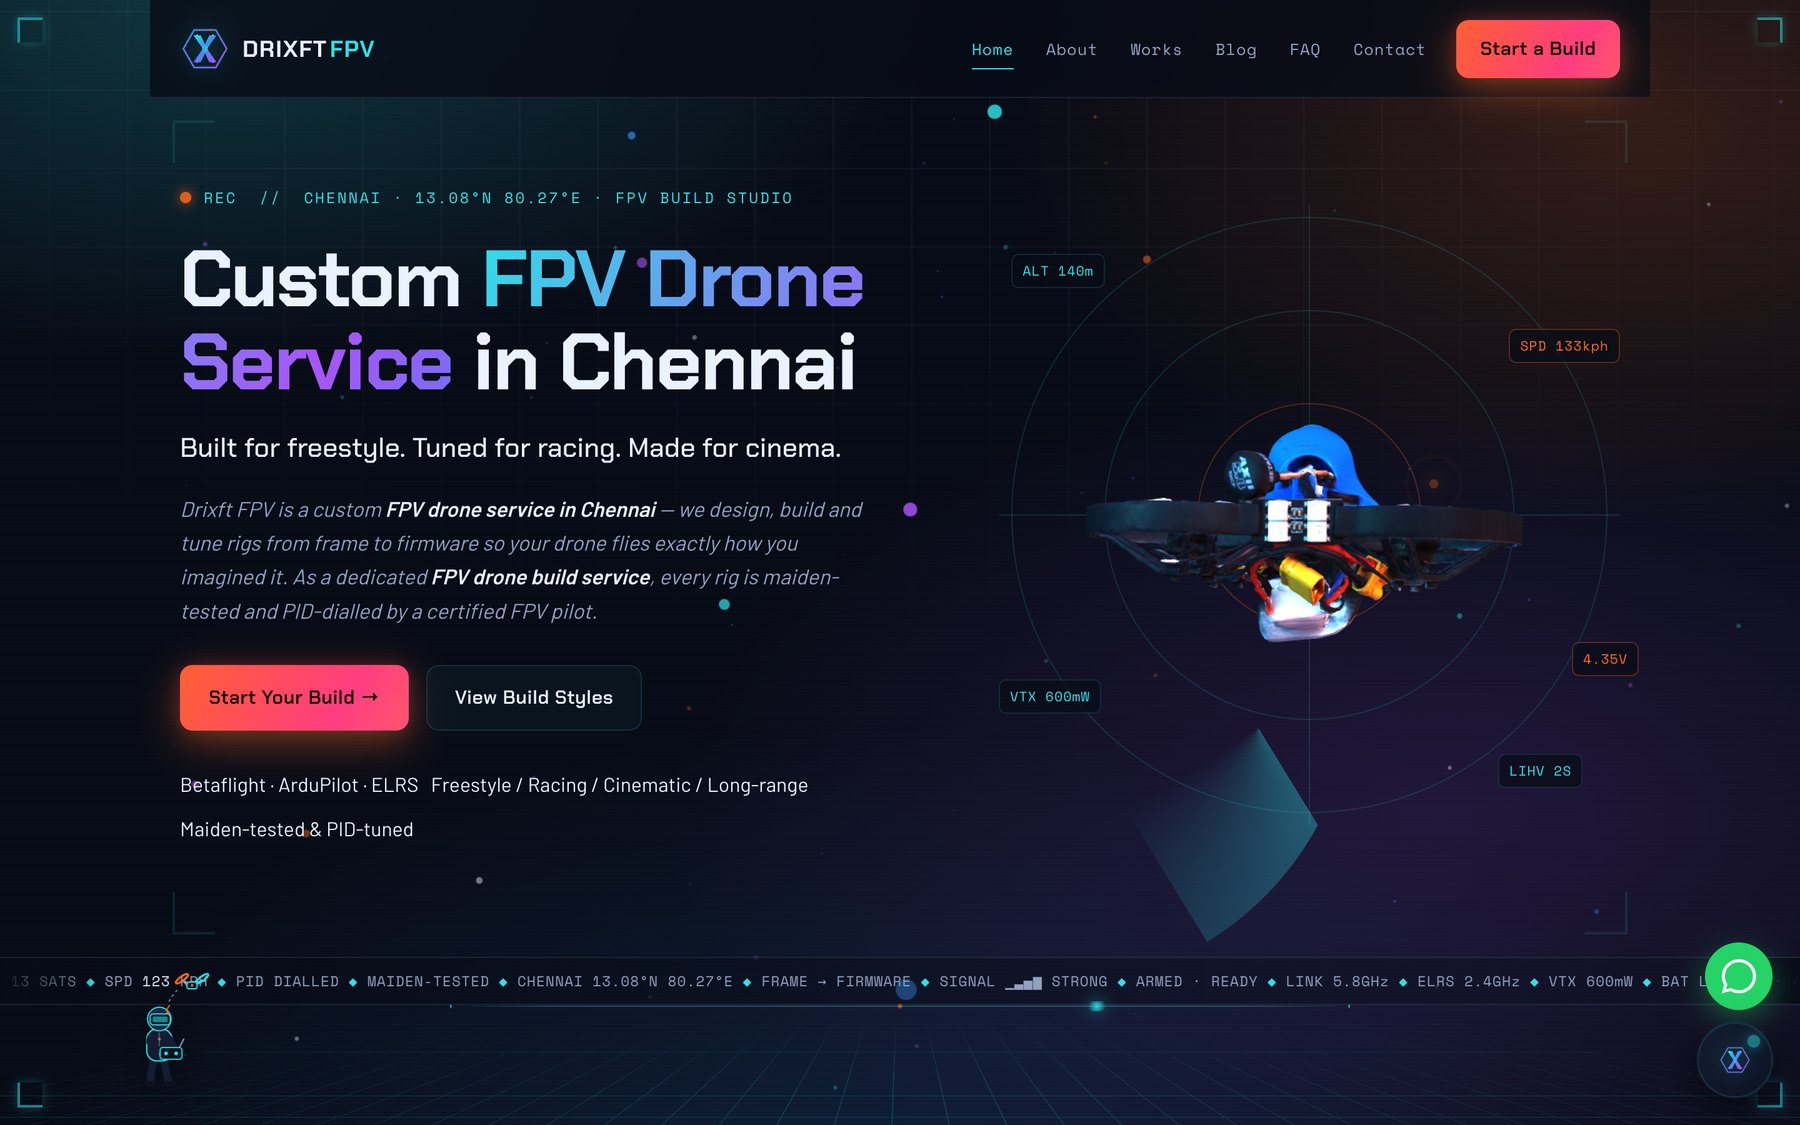 DRIXFT FPV
Home
About
Works
Blog
FAQ
Contact
Start a Build
REC // CHENNAI · 13.08°N 80.27°E · FPV BUILD STUDIO
Custom FPV Drone
Service in Chennai
Built for freestyle. Tuned for racing. Made for cinema.
Drixft FPV is a custom FPV drone service in Chennai — we design, build and
tune rigs from frame to firmware so your drone flies exactly how you
imagined it. As a dedicated FPV drone build service, every rig is maiden-
tested and PID-dialled by a certified FPV pilot.
Start Your Build →
View Build Styles
Betaflight · ArduPilot · ELRS Freestyle / Racing / Cinematic / Long-range
Maiden-tested & PID-tuned
ALT 140m
SPD 133kph
4.35V
VTX 600mW
LIHV 2S
13 SATS ◆ SPD 123 ◆ PID DIALLED ◆ MAIDEN-TESTED ◆ CHENNAI 13.08°N 80.27°E ◆ FRAME → FIRMWARE ◆ SIGNAL ▁▃▅▇ STRONG ◆ ARMED · READY ◆ LINK 5.8GHz ◆ ELRS 2.4GHz ◆ VTX 600mW ◆ BAT